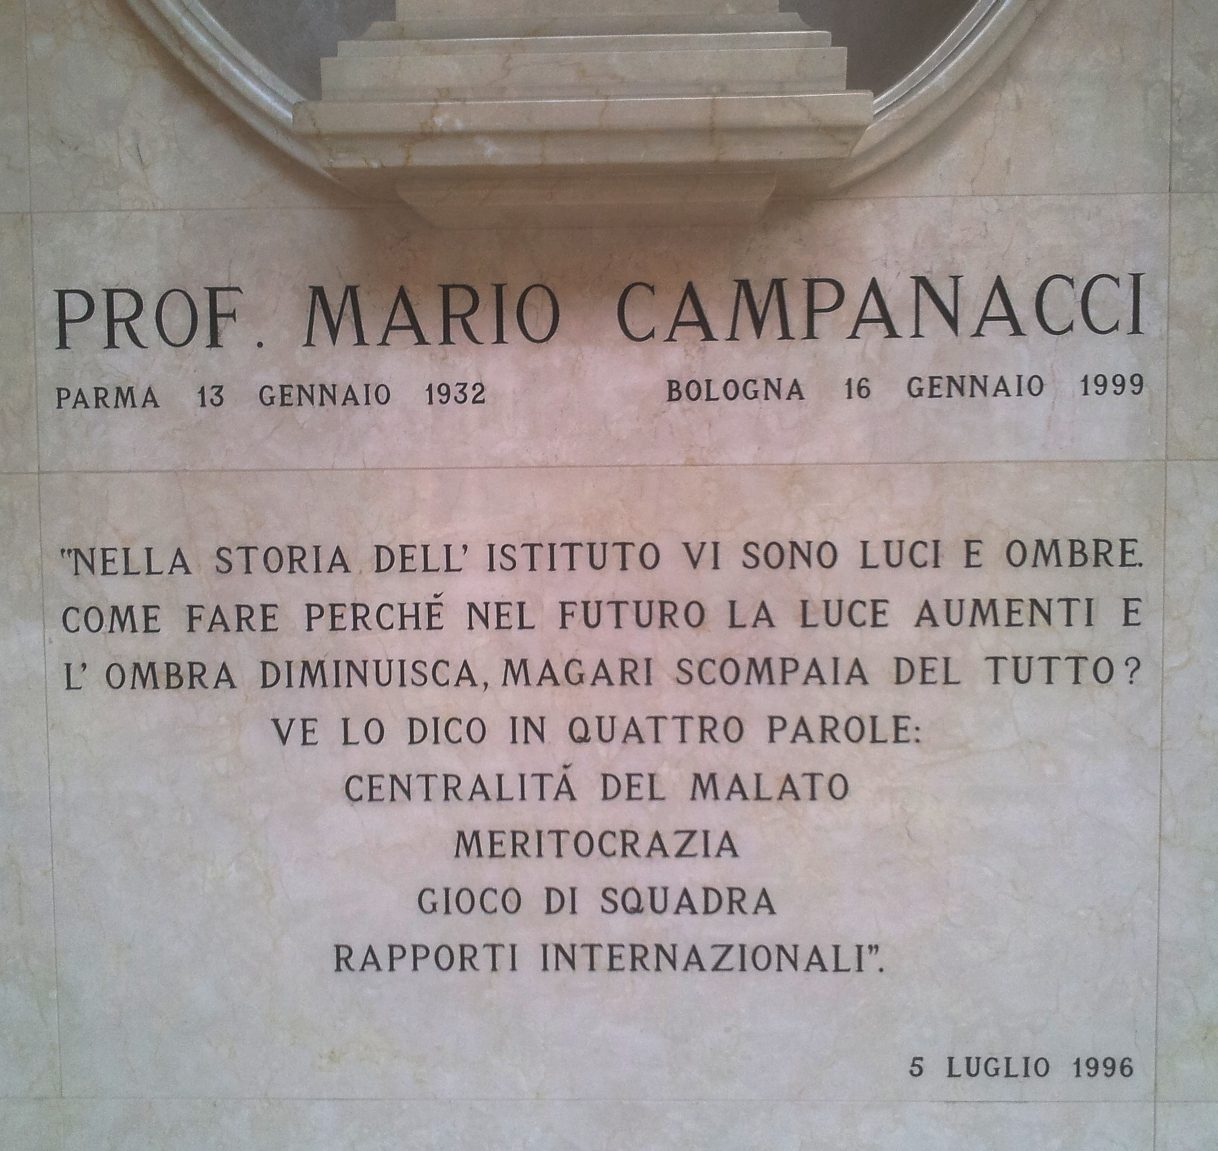 PROF. MARIO CAMPANACCI
PARMA 13 GENNAIO 1932 BOLOGNA 16 GENNAIO 1999
"NELLA STORIA DELL' ISTITUTO VI SONO LUCI E OMBRE.
COME FARE PERCHÉ NEL FUTURO LA LUCE AUMENTI E
L' OMBRA DIMINUISCA, MAGARI SCOMPAIA DEL TUTTO?
VE LO DICO IN QUATTRO PAROLE:
CENTRALITÁ DEL MALATO
MERITOCRAZIA
GIOCO DI SQUADRA
RAPPORTI INTERNAZIONALI".
5 LUGLIO 1996